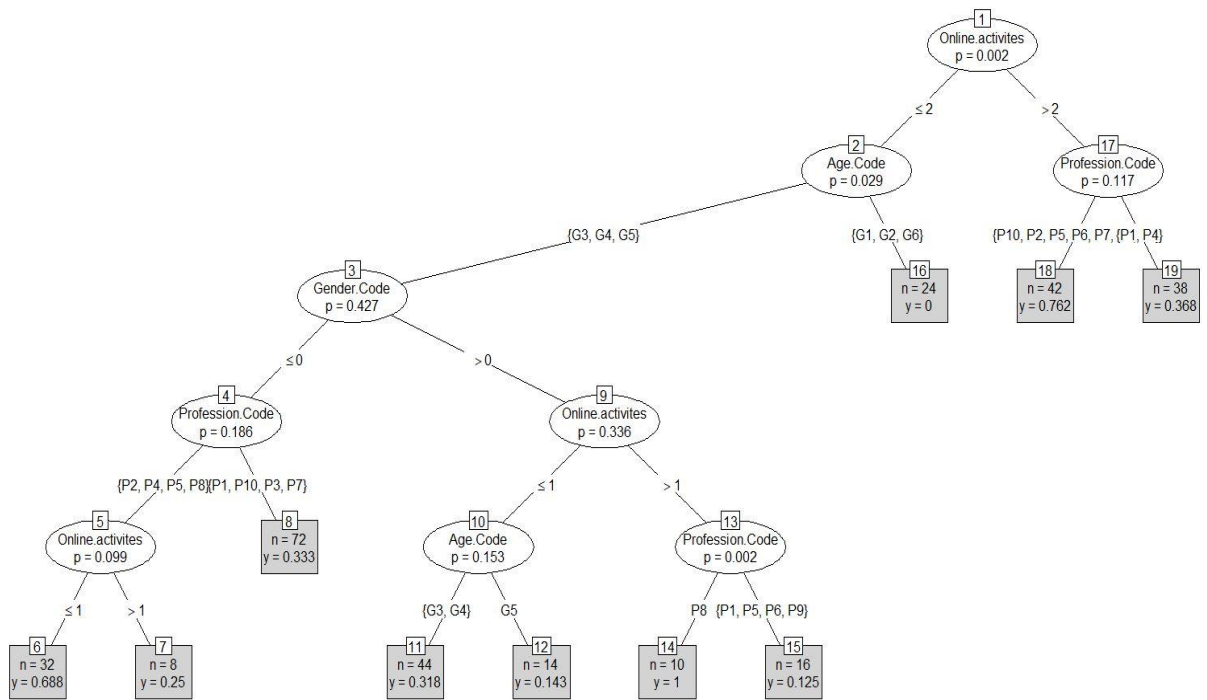 1
Online.activites
p = 0.002
≤ 2
> 2
2
Age.Code
p = 0.029
17
Profession.Code
p = 0.117
{G3, G4, G5}
{G1, G2, G6}
{P10, P2, P5, P6, P7,
{P1, P4}
3
Gender.Code
p = 0.427
16
n = 24
y = 0
18
n = 42
y = 0.762
19
n = 38
y = 0.368
≤ 0
> 0
4
Profession.Code
p = 0.186
9
Online.activites
p = 0.336
{P2, P4, P5, P8}
{P1, P10, P3, P7}
≤ 1
> 1
5
Online.activites
p = 0.099
8
n = 72
y = 0.333
10
Age.Code
p = 0.153
13
Profession.Code
p = 0.002
≤ 1
> 1
{G3, G4}
G5
P8
{P1, P5, P6, P9}
6
n = 32
y = 0.688
7
n = 8
y = 0.25
11
n = 44
y = 0.318
12
n = 14
y = 0.143
14
n = 10
y = 1
15
n = 16
y = 0.125